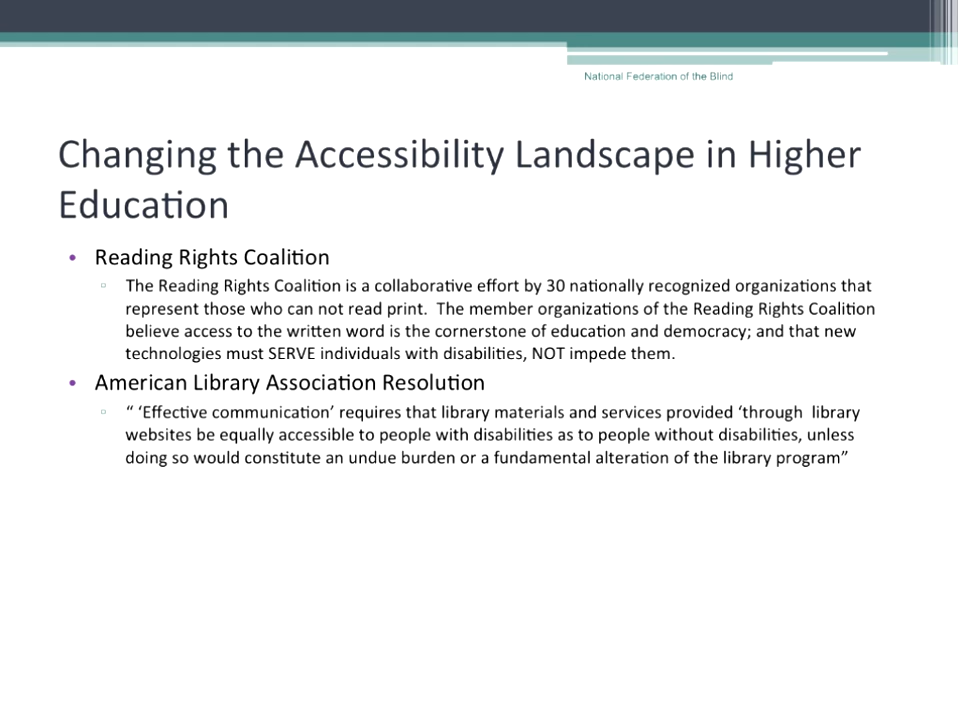 National Federation of the Blind
Changing the Accessibility Landscape in Higher
Education
• Reading Rights Coalition
▫ The Reading Rights Coalition is a collaborative effort by 30 nationally recognized organizations that
represent those who can not read print.  The member organizations of the Reading Rights Coalition
believe access to the written word is the cornerstone of education and democracy; and that new
technologies must SERVE individuals with disabilities, NOT impede them.
• American Library Association Resolution
▫ “ ‘Effective communication’ requires that library materials and services provided ‘through  library
websites be equally accessible to people with disabilities as to people without disabilities, unless
doing so would constitute an undue burden or a fundamental alteration of the library program”